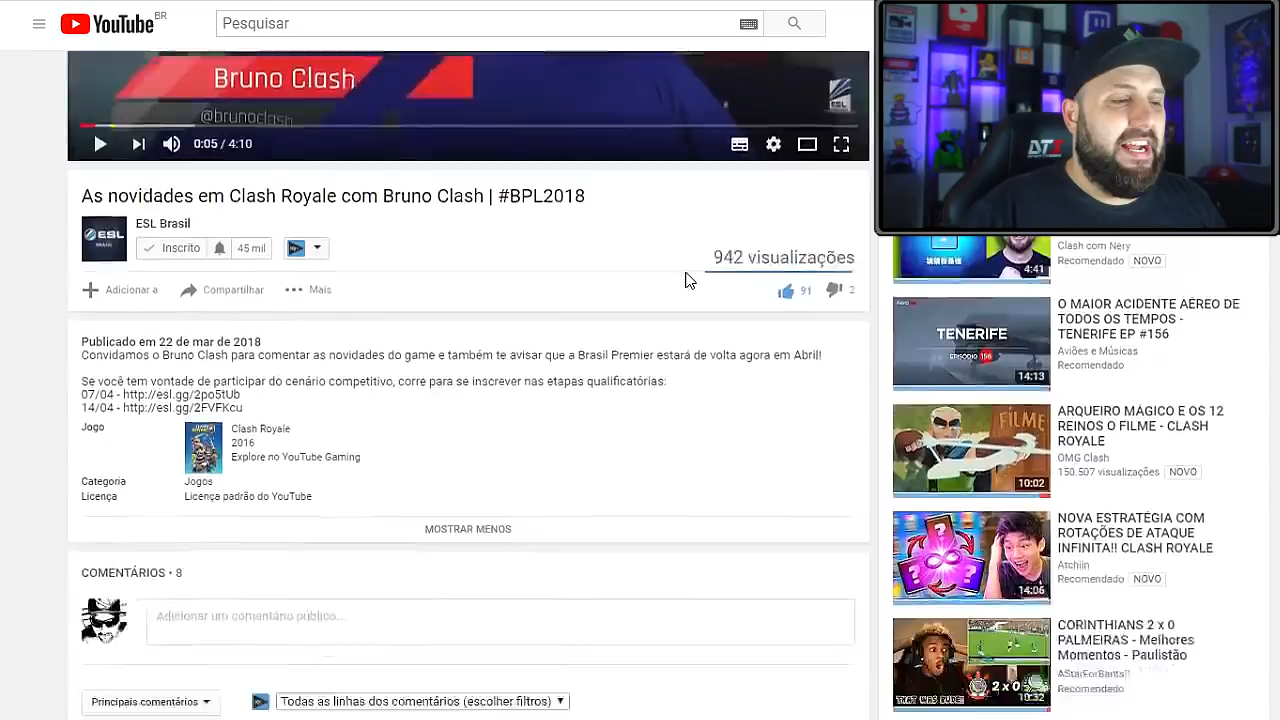 YouTube BR
Pesquisar
Bruno Clash
@brunoclash
ESL
0:05 / 4:10
As novidades em Clash Royale com Bruno Clash | #BPL2018
ESL
BRASIL
ESL Brasil
Inscrito
45 mil
942 visualizações
Adicionar a
Compartilhar
Mais
91
2
Publicado em 22 de mar de 2018
Convidamos o Bruno Clash para comentar as novidades do game e também te avisar que a Brasil Premier estará de volta agora em Abril!
Se você tem vontade de participar do cenário competitivo, corre para se inscrever nas etapas qualificatórias:
07/04 - http://esl.gg/2po5tUb
14/04 - http://esl.gg/2FVFKcu
Jogo
Clash Royale
2016
Explore no YouTube Gaming
Categoria
Jogos
Licença
Licença padrão do YouTube
MOSTRAR MENOS
COMENTÁRIOS • 8
Adicionar um comentário público...
Principais comentários
Todas as linhas dos comentários (escolher filtros)
Clash com Nery
Recomendado NOVO
4:41
TENERIFE
EPISÓDIO 156
14:13
O MAIOR ACIDENTE AÉREO DE
TODOS OS TEMPOS -
TENERIFE EP #156
Aviões e Músicas
Recomendado
FILME
10:02
ARQUEIRO MÁGICO E OS 12
REINOS O FILME - CLASH
ROYALE
OMG Clash
150.507 visualizações NOVO
14:06
NOVA ESTRATÉGIA COM
ROTAÇÕES DE ATAQUE
INFINITA!! CLASH ROYALE
Atchiin
Recomendado NOVO
THAT WAS RUDE
2x0
10:32
CORINTHIANS 2 x 0
PALMEIRAS - Melhores
Momentos - Paulistão
Recomendado